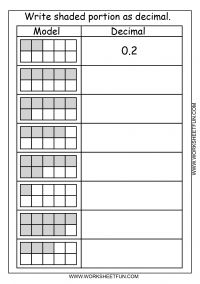 Write shaded portion as decimal.
Model Decimal
0.2
WWW.WORKSHEETFUN.COM
WWW.WORKSHEETFUN.COM